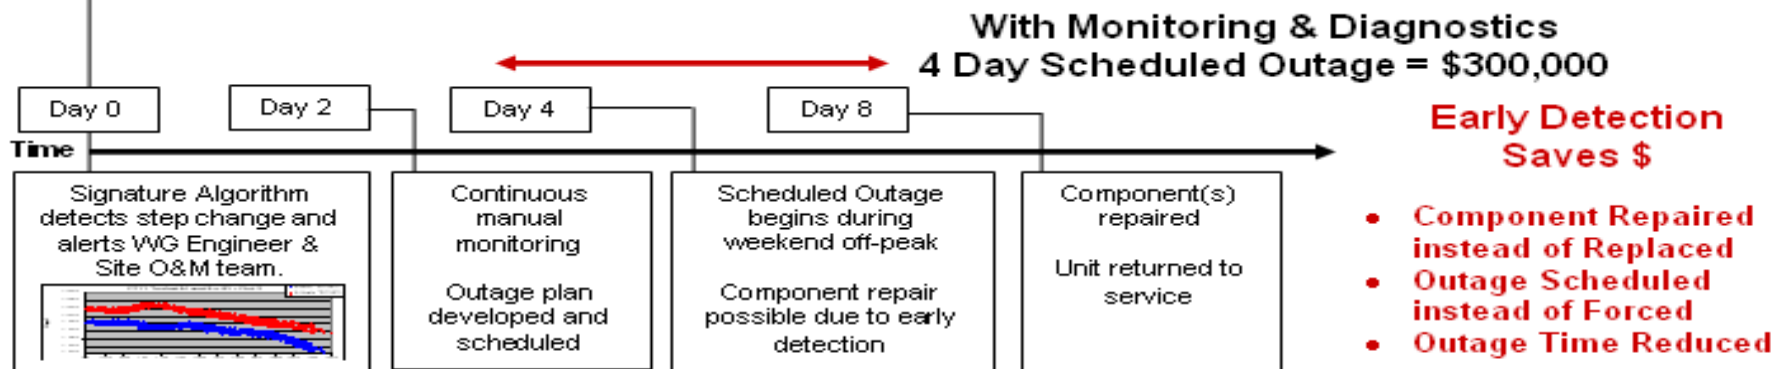 With Monitoring & Diagnostics
4 Day Scheduled Outage = $300,000
Day 0
Day 2
Day 4
Day 8
Time
Early Detection
Saves $
Signature Algorithm
detects step change and
alerts WG Engineer &
Site O&M team.
Continuous
manual
monitoring
Outage plan
developed and
scheduled
Scheduled Outage
begins during
weekend off-peak
Component repair
possible due to early
detection
Component(s)
repaired
Unit returned to
service
• Component Repaired
instead of Replaced
• Outage Scheduled
instead of Forced
• Outage Time Reduced